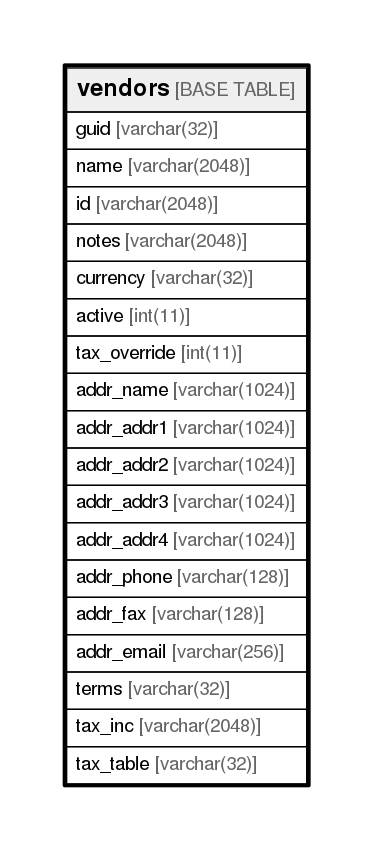 vendors [BASE TABLE]
guid [varchar(32)]
name [varchar(2048)]
id [varchar(2048)]
notes [varchar(2048)]
currency [varchar(32)]
active [int(11)]
tax_override [int(11)]
addr_name [varchar(1024)]
addr_addr1 [varchar(1024)]
addr_addr2 [varchar(1024)]
addr_addr3 [varchar(1024)]
addr_addr4 [varchar(1024)]
addr_phone [varchar(128)]
addr_fax [varchar(128)]
addr_email [varchar(256)]
terms [varchar(32)]
tax_inc [varchar(2048)]
tax_table [varchar(32)]